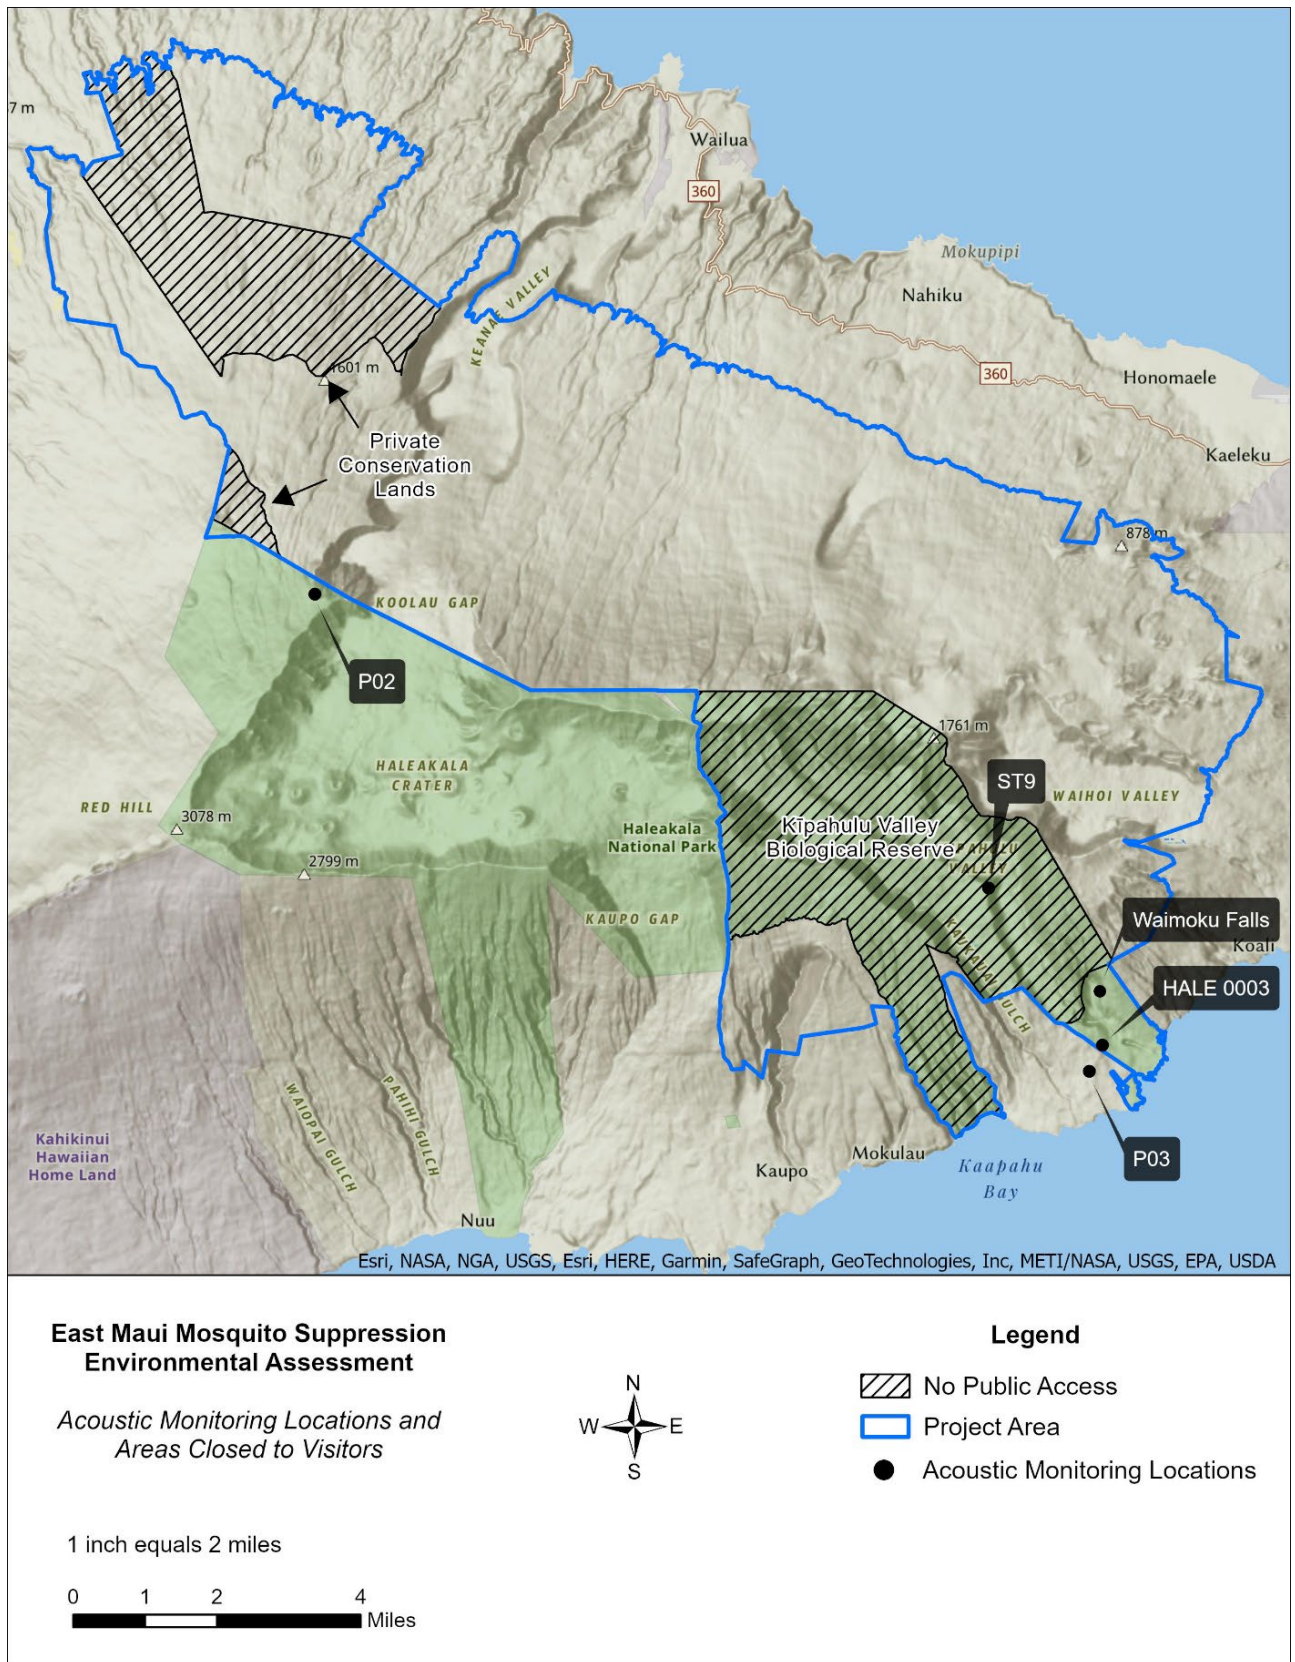 7 m
Wailua
360
Mokupipi
Nahiku
KEANAE VALLEY
360
Honomaele
1601 m
Kaeleku
Private
Conservation
Lands
878 m
KOOLAU GAP
P02
1761 m
HALEAKALA
CRATER
ST9
WAIHOI VALLEY
RED HILL
3078 m
Haleakala
National Park
Kīpahulu Valley
Biological Reserve
VALLEY
2799 m
KAUPO GAP
Waimoku Falls
Koali
HALE 0003
WAIOPAI GULCH
PAHIHI GULCH
Kahikinui
Hawaiian
Home Land
Mokulau
P03
Kaupo
Kaapahu
Bay
Nuu
Esri, NASA, NGA, USGS, Esri, HERE, Garmin, SafeGraph, GeoTechnologies, Inc, METI/NASA, USGS, EPA, USDA
East Maui Mosquito Suppression
Environmental Assessment
Acoustic Monitoring Locations and
Areas Closed to Visitors
N
W E
S
Legend
No Public Access
Project Area
Acoustic Monitoring Locations
1 inch equals 2 miles
0 1 2 4
Miles